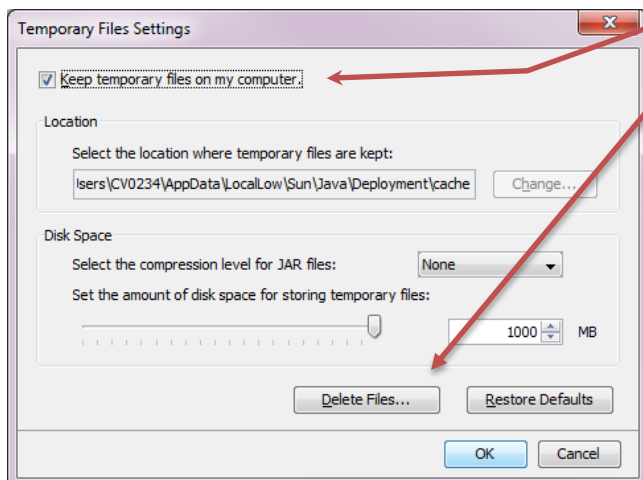 Temporary Files Settings
Keep temporary files on my computer.
Location
Select the location where temporary files are kept:
lsers\CV0234\AppData\LocalLow\Sun\Java\Deployment\cache Change...
Disk Space
Select the compression level for JAR files: None
Set the amount of disk space for storing temporary files:
1000 MB
Delete Files... Restore Defaults
OK Cancel